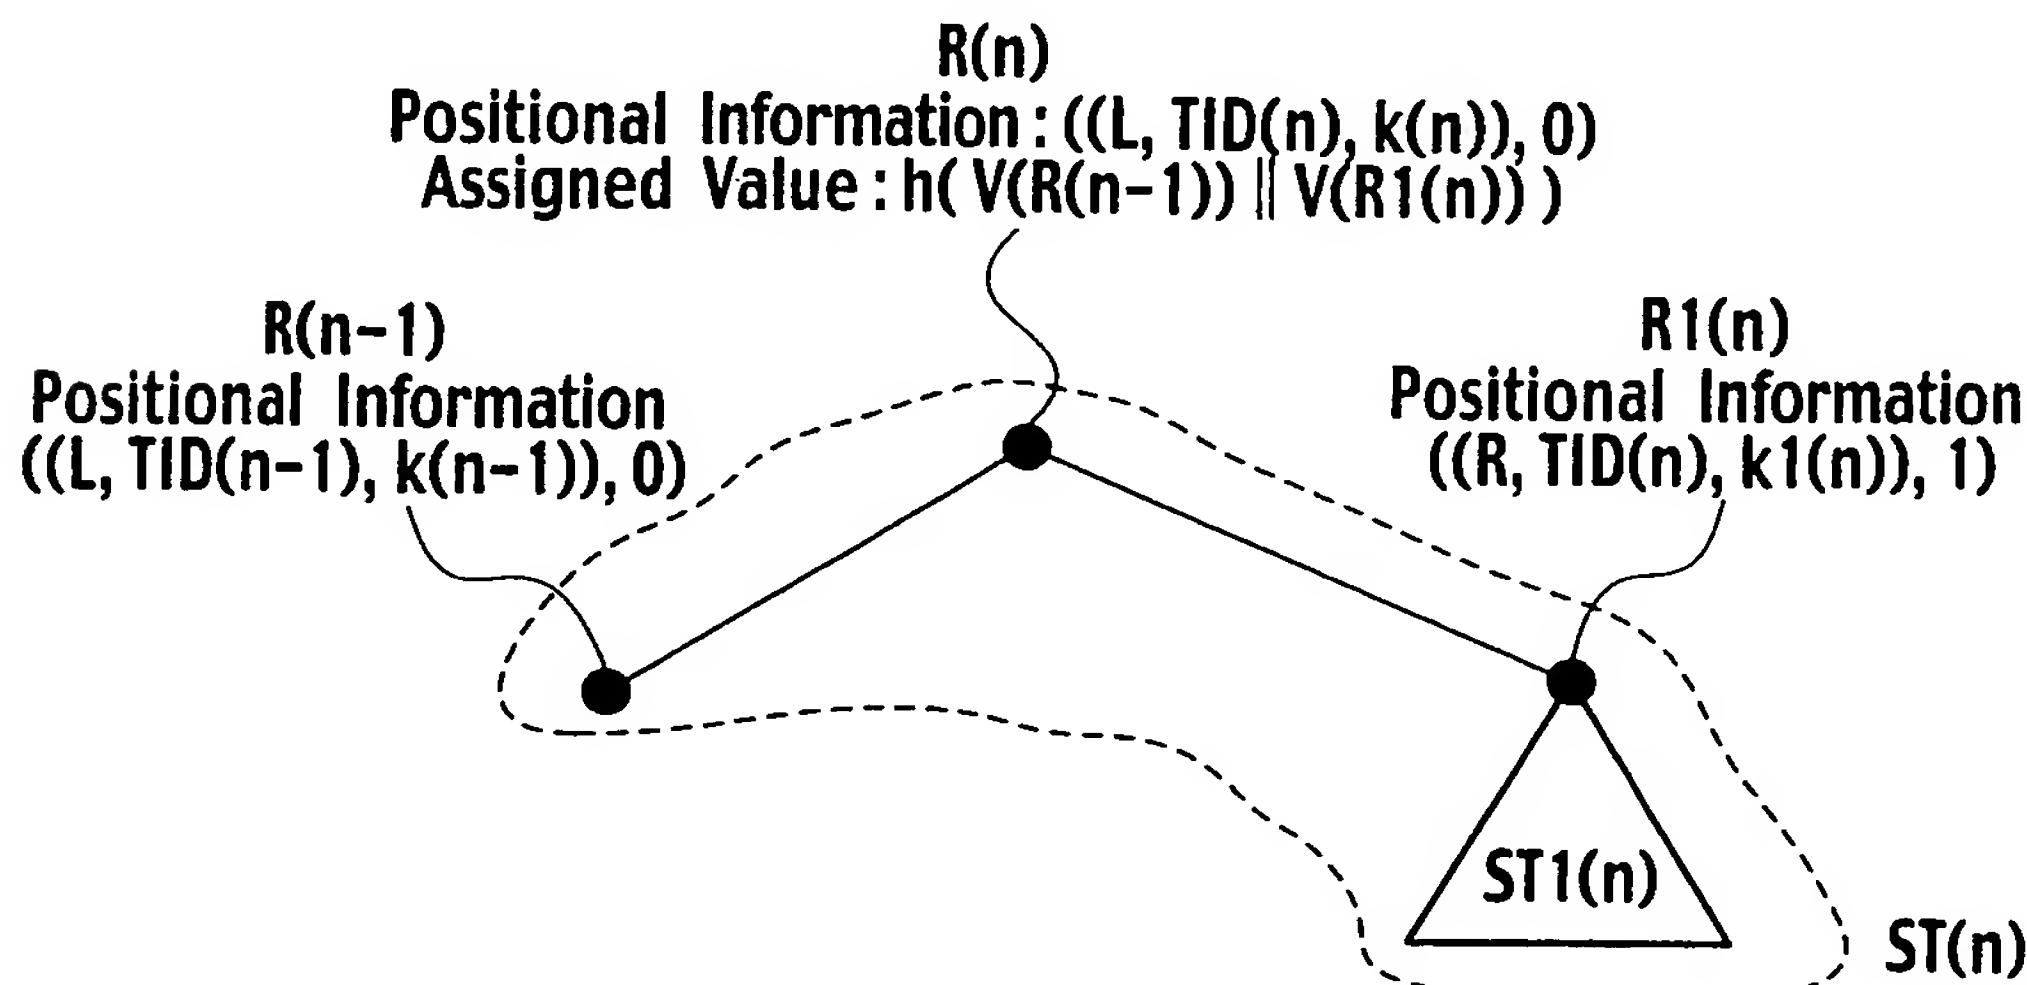 R(n)
Positional Information : ((L, TID(n), k(n)), 0)
Assigned Value : h( V(R(n-1)) || V(R1(n)) )
R(n-1)
Positional Information
((L, TID(n-1), k(n-1)), 0)
R1(n)
Positional Information
((R, TID(n), k1(n)), 1)
ST1(n)
ST(n)